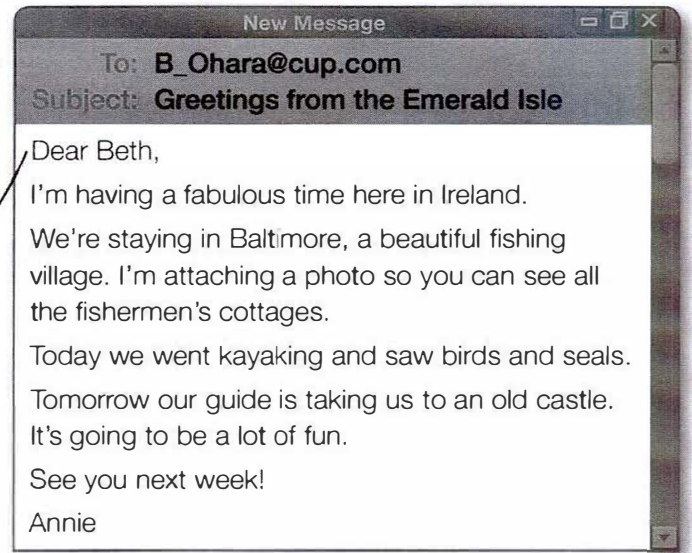 New Message
To: B_Ohara@cup.com
Subject: Greetings from the Emerald Isle
Dear Beth,
I'm having a fabulous time here in Ireland.
We're staying in Baltimore, a beautiful fishing
village. I'm attaching a photo so you can see all
the fishermen's cottages.
Today we went kayaking and saw birds and seals.
Tomorrow our guide is taking us to an old castle.
It's going to be a lot of fun.
See you next week!
Annie